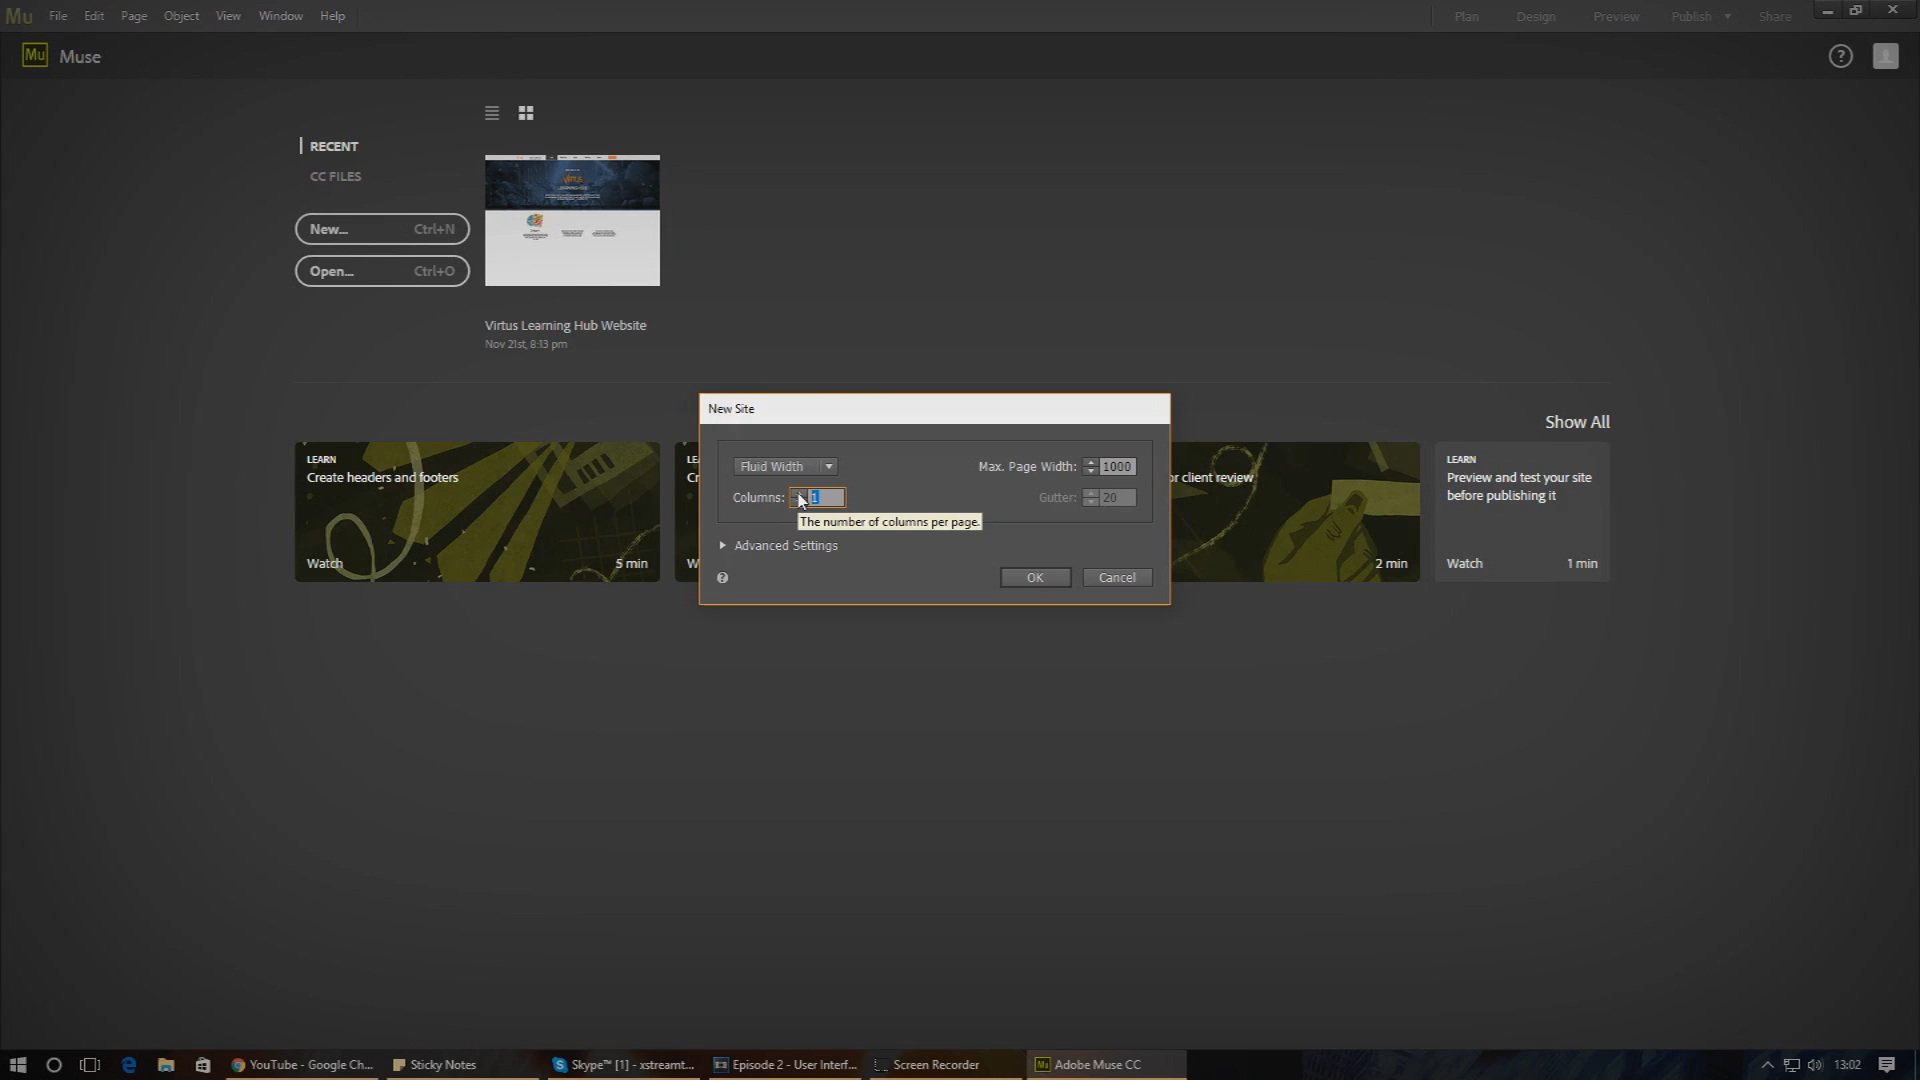 Mu File Edit Page Object View Window Help Plan Design Preview Publish Share
Mu Muse
RECENT
CC FILES
New... Ctrl+N
Open... Ctrl+O
Virtus Learning Hub Website
Nov 21st, 8:13 pm
Show All
LEARN
Create headers and footers
Watch 5 min
LE
Cr
W
New Site
Fluid Width Max. Page Width: 1000
Columns: 1 Gutter: 20
The number of columns per page.
Advanced Settings
OK Cancel
or client review
2 min
LEARN
Preview and test your site
before publishing it
Watch 1 min
YouTube - Google Ch... Sticky Notes Skype™ [1] - xstreamt... Episode 2 - User Interf... Screen Recorder Mu Adobe Muse CC 13:02